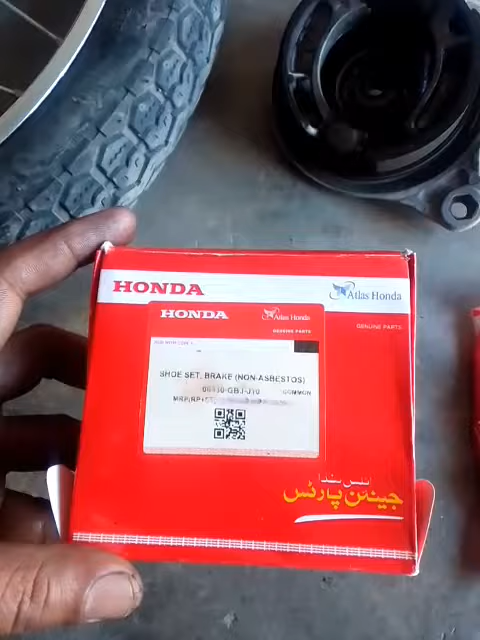 HONDA
Atlas Honda
HONDA
Atlas Honda
GENUINE PARTS
GENUINE PARTS
SHOE SET, BRAKE (NON-ASBESTOS)
COMMON
اٹلس ہنڈا
جینئن پارٹس